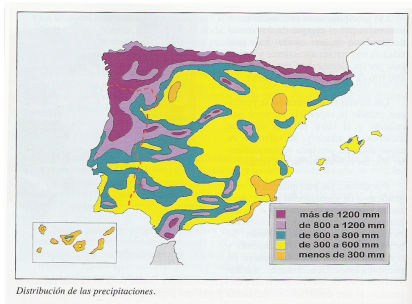 más de 1200 mm
de 800 a 1200 mm
de 600 a 800 mm
de 300 a 600 mm
menos de 300 mm
Distribución de las precipitaciones.